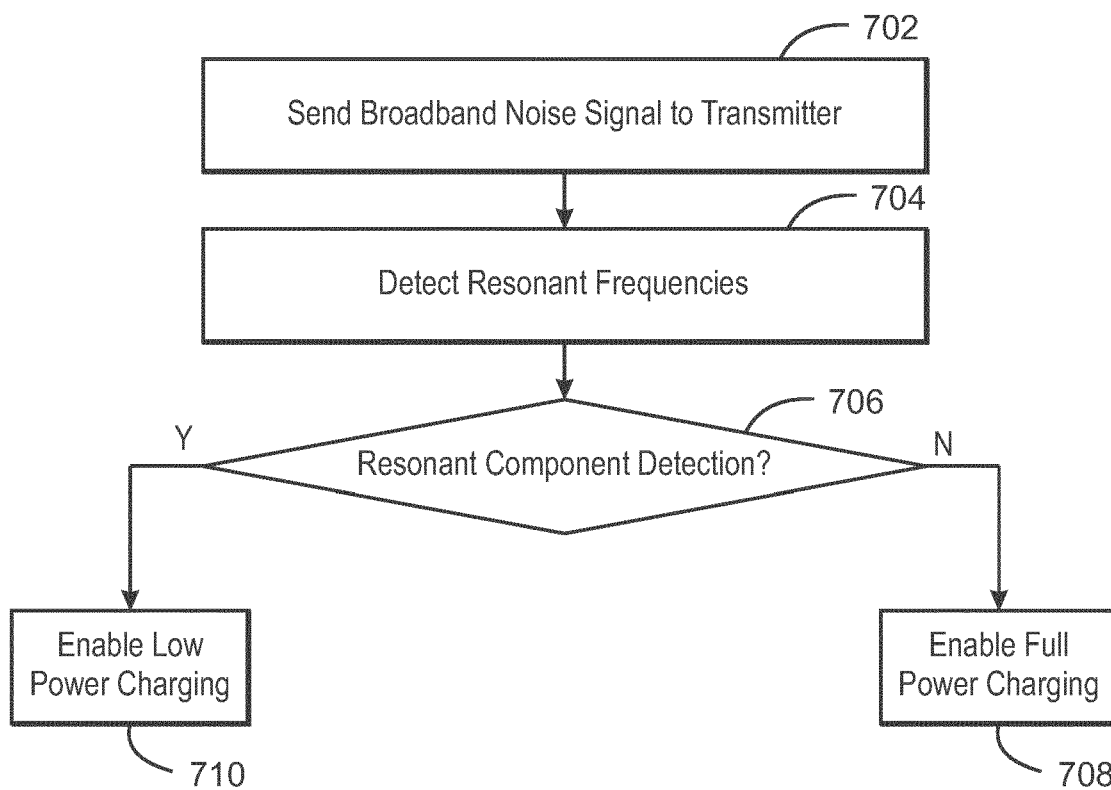 702
Send Broadband Noise Signal to Transmitter
704
Detect Resonant Frequencies
706
Y
Resonant Component Detection?
N
Enable Low
Power Charging
Enable Full
Power Charging
710
708